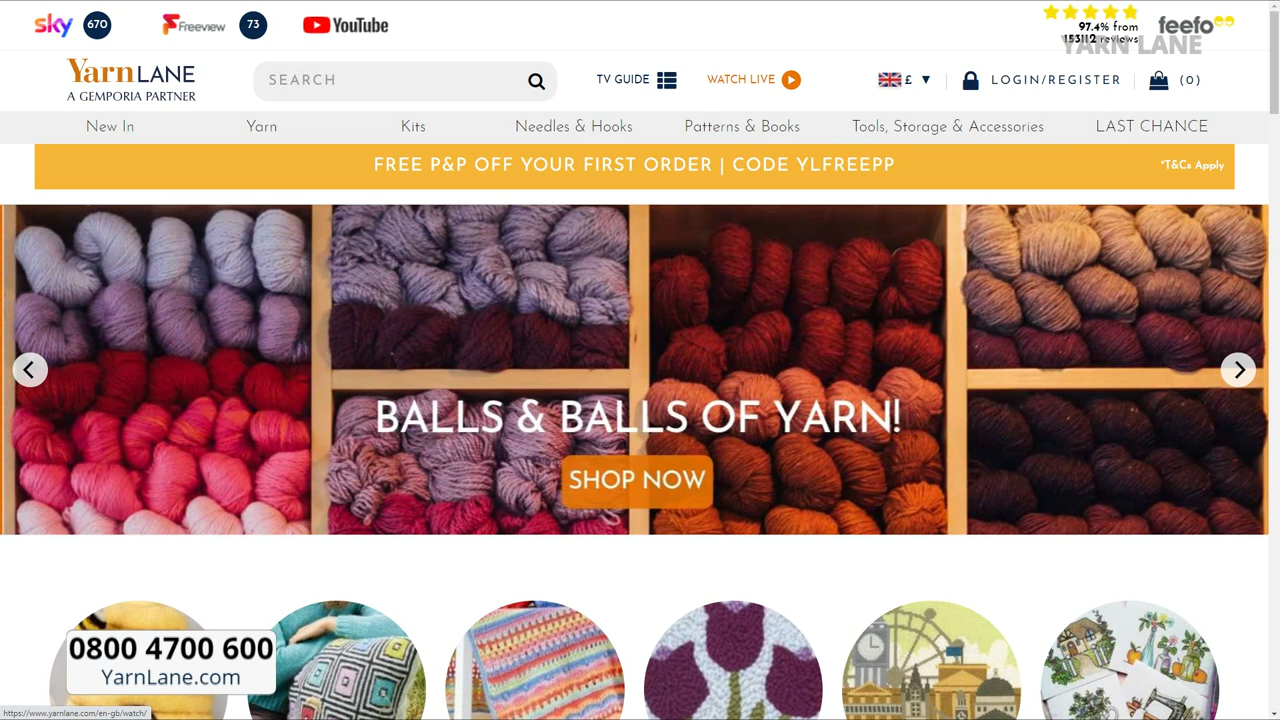 sky 670 Freeview 73 YouTube
97.4% from
153112 reviews
feefo
YARN LANE
Yarn LANE
A GEMPORIA PARTNER
SEARCH
TV GUIDE
WATCH LIVE
£ ▼
LOGIN/REGISTER
(0)
New In Yarn Kits Needles & Hooks Patterns & Books Tools, Storage & Accessories LAST CHANCE
FREE P&P OFF YOUR FIRST ORDER | CODE YLFREEPP
*T&Cs Apply
BALLS & BALLS OF YARN!
SHOP NOW
0800 4700 600
YarnLane.com
https://www.yarnlane.com/en-gb/watch/